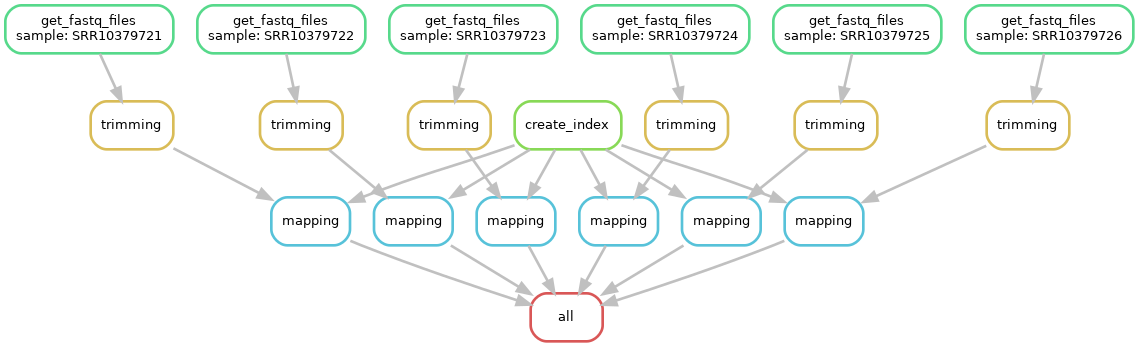 get_fastq_files
sample: SRR10379721
get_fastq_files
sample: SRR10379722
get_fastq_files
sample: SRR10379723
get_fastq_files
sample: SRR10379724
get_fastq_files
sample: SRR10379725
get_fastq_files
sample: SRR10379726
trimming
trimming
trimming
create_index
trimming
trimming
trimming
mapping
mapping
mapping
mapping
mapping
mapping
all